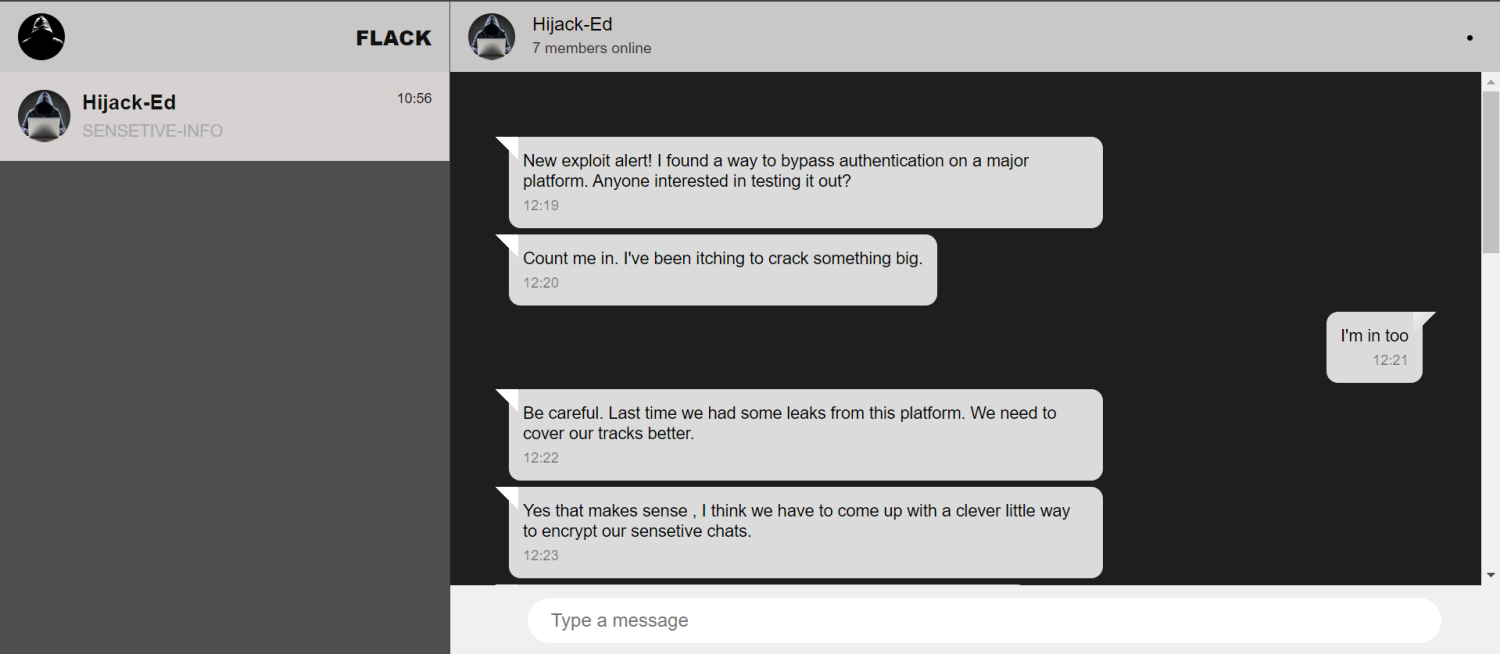 FLACK
Hijack-Ed
10:56
SENSETIVE-INFO
Hijack-Ed
7 members online
New exploit alert! I found a way to bypass authentication on a major
platform. Anyone interested in testing it out?
12:19
Count me in. I've been itching to crack something big.
12:20
I'm in too
12:21
Be careful. Last time we had some leaks from this platform. We need to
cover our tracks better.
12:22
Yes that makes sense , I think we have to come up with a clever little way
to encrypt our sensetive chats.
12:23
Type a message